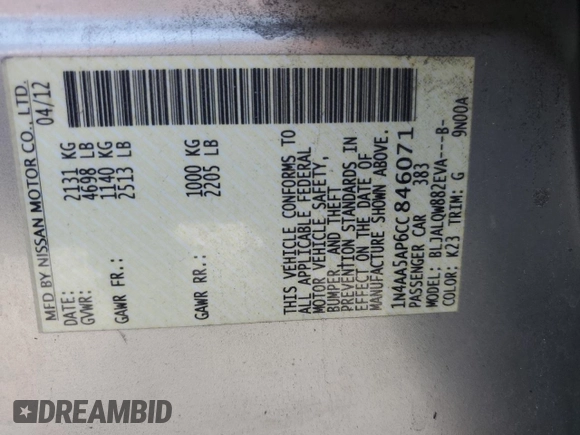 MFD BY NISSAN MOTOR CO., LTD.
DATE: 04/12
GVWR: 2131 KG
4698 LB
GAWR FR.: 1140 KG
2513 LB
GAWR RR.: 1000 KG
2205 LB
THIS VEHICLE CONFORMS TO
ALL APPLICABLE FEDERAL
MOTOR VEHICLE SAFETY,
BUMPER, AND THEFT
PREVENTION STANDARDS IN
EFFECT ON THE DATE OF
MANUFACTURE SHOWN ABOVE.
1N4AA5AP6CC846071
PASSENGER CAR 383
MODEL: BLJALQW882EVA---B-
COLOR: K23 TRIM: G 9N00A
DREAMBID